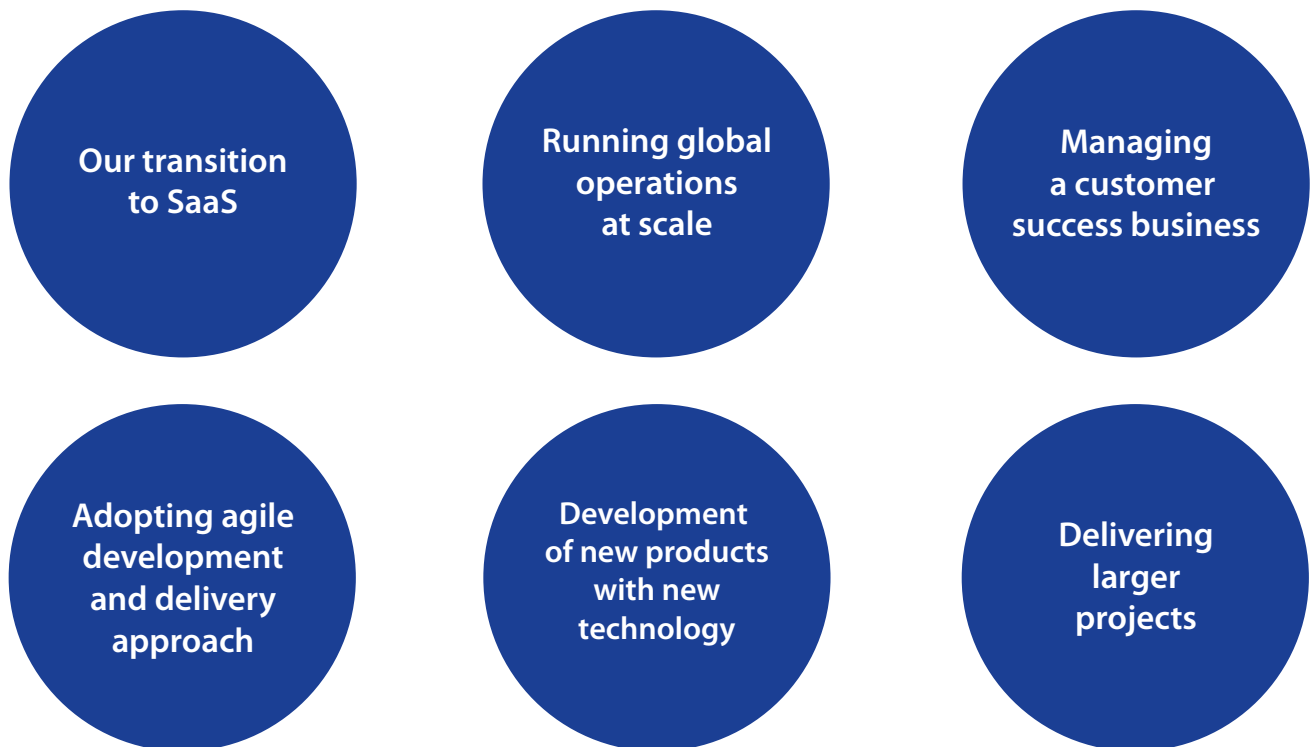 Our transition
to SaaS
Running global
operations
at scale
Managing
a customer
success business
Adopting agile
development
and delivery
approach
Development
of new products
with new
technology
Delivering
larger
projects